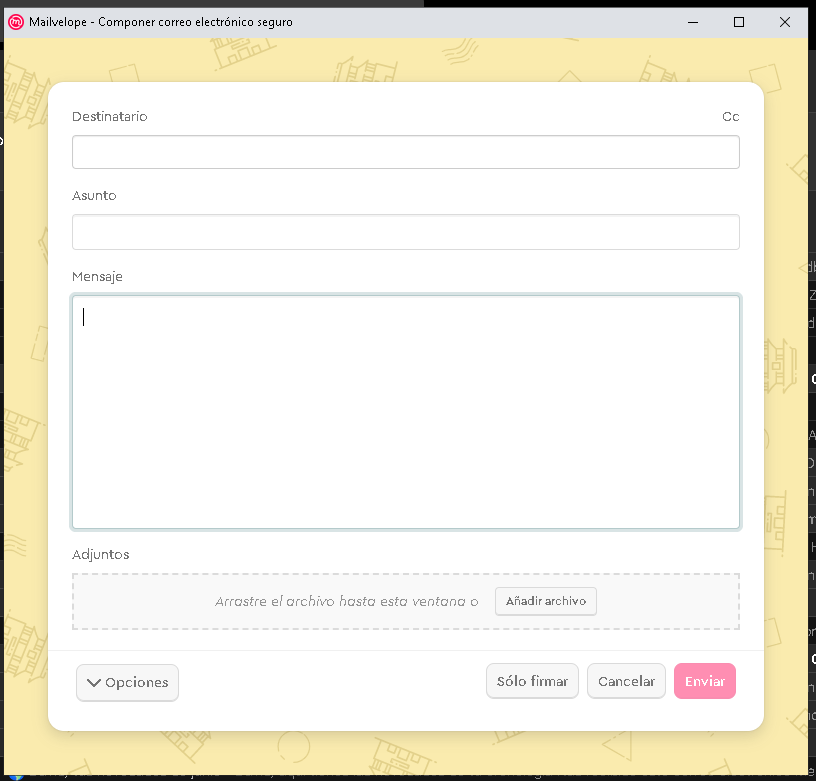 Mailvelope - Componer correo electrónico seguro
Destinatario
Cc
Asunto
Mensaje
Adjuntos
Arrastre el archivo hasta esta ventana o
Añadir archivo
Opciones
Sólo firmar
Cancelar
Enviar